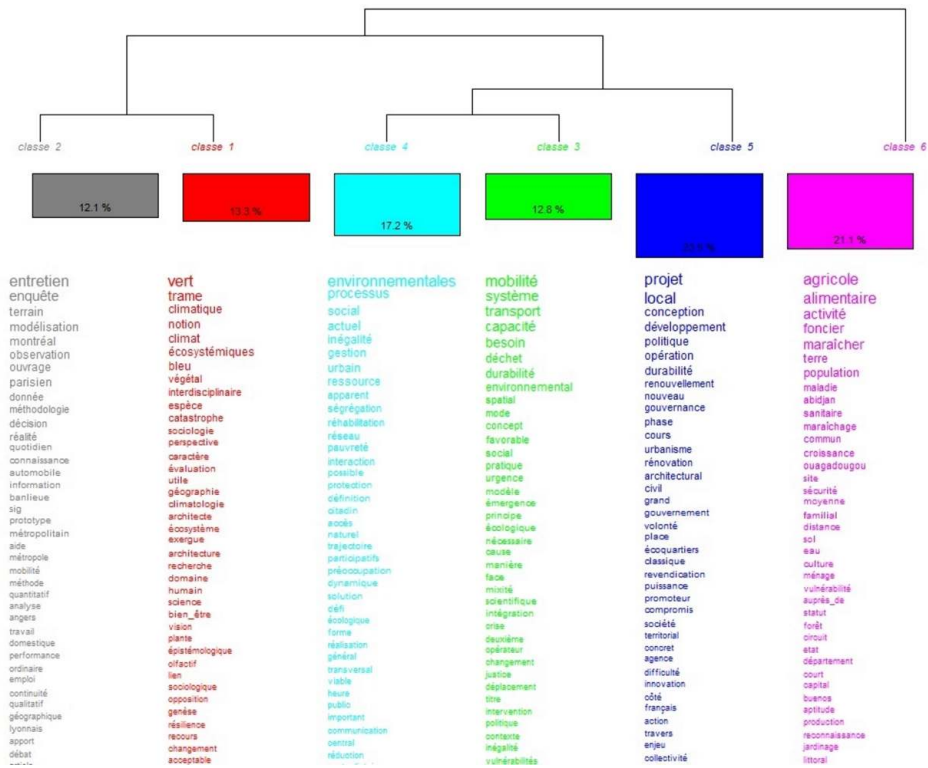 classe 2
classe 1
classe 4
classe 3
classe 5
classe 6
12.1 %
13.3 %
17.2 %
12.8 %
21.1 %
entretien
enquête
terrain
modélisation
montréal
observation
ouvrage
parisien
donnée
méthodologie
décision
réalité
quotidien
connaissance
automobile
information
banlieue
sig
prototype
métropolitain
aide
métropole
mobilité
méthode
quantitatif
analyse
angers
travail
domestique
performance
ordinaire
emploi
continuité
qualitatif
géographique
lyonnais
apport
débat
vert
trame
climatique
notion
climat
écosystémiques
bleu
végétal
interdisciplinaire
espèce
catastrophe
sociologie
perspective
caractère
évaluation
utile
géographie
climatologie
architecte
écosystème
exergue
architecture
recherche
domaine
humain
science
bien_être
vision
plante
épistémologique
olfactif
lien
sociologique
opposition
genèse
résilience
recours
changement
acceptable
environnementales
processus
social
actuel
inégalité
gestion
urbain
ressource
apparent
ségrégation
réhabilitation
réseau
pauvreté
interaction
possible
protection
définition
citadin
accès
naturel
trajectoire
participatifs
préoccupation
dynamique
solution
défi
écologique
forme
réalisation
général
transversal
viable
heure
public
important
communication
central
réduction
mobilité
système
transport
capacité
besoin
déchet
durabilité
environnemental
spatial
mode
concept
favorable
social
pratique
urgence
modèle
émergence
principe
écologique
nécessaire
cause
manière
face
mixité
scientifique
intégration
crise
deuxième
opérateur
changement
justice
déplacement
titre
intervention
politique
contexte
inégalité
vulnérabilités
projet
local
conception
développement
politique
opération
durabilité
renouvellement
nouveau
gouvernance
phase
cours
urbanisme
rénovation
architectural
civil
grand
gouvernement
volonté
place
écoquartiers
classique
revendication
puissance
promoteur
compromis
société
territorial
concret
agence
difficulté
innovation
côté
français
action
travers
enjeu
collectivité
agricole
alimentaire
activité
foncier
maraîcher
terre
population
maladie
abidjan
sanitaire
maraîchage
commun
croissance
ouagadougou
site
sécurité
moyenne
familial
distance
sol
eau
culture
ménage
vulnérabilité
auprès_de
statut
forêt
circuit
etat
département
court
capital
buenos
aptitude
production
reconnaissance
jardinage
littoral